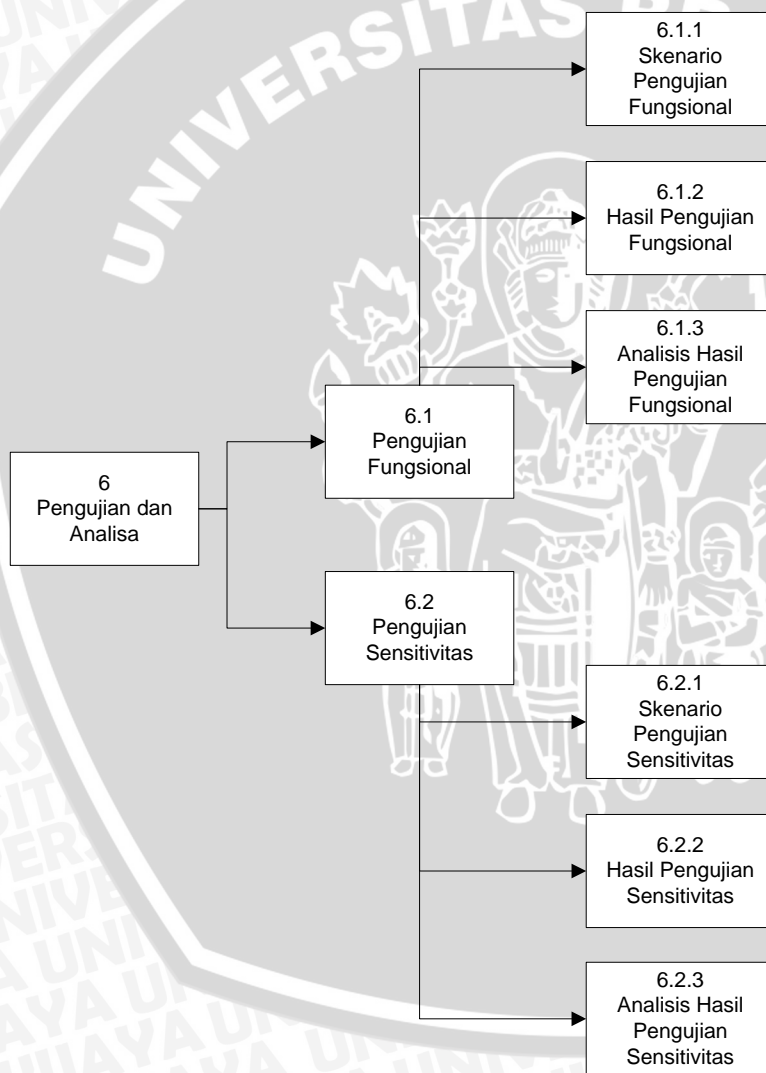 UNIVERSITAS BR
6.1.1
Skenario
Pengujian
Fungsional
6.1.2
Hasil Pengujian
Fungsional
6.1.3
Analisis Hasil
Pengujian
Fungsional
6.1
Pengujian
Fungsional
6
Pengujian dan
Analisa
6.2
Pengujian
Sensitivitas
6.2.1
Skenario
Pengujian
Sensitivitas
6.2.2
Hasil Pengujian
Sensitivitas
6.2.3
Analisis Hasil
Pengujian
Sensitivitas